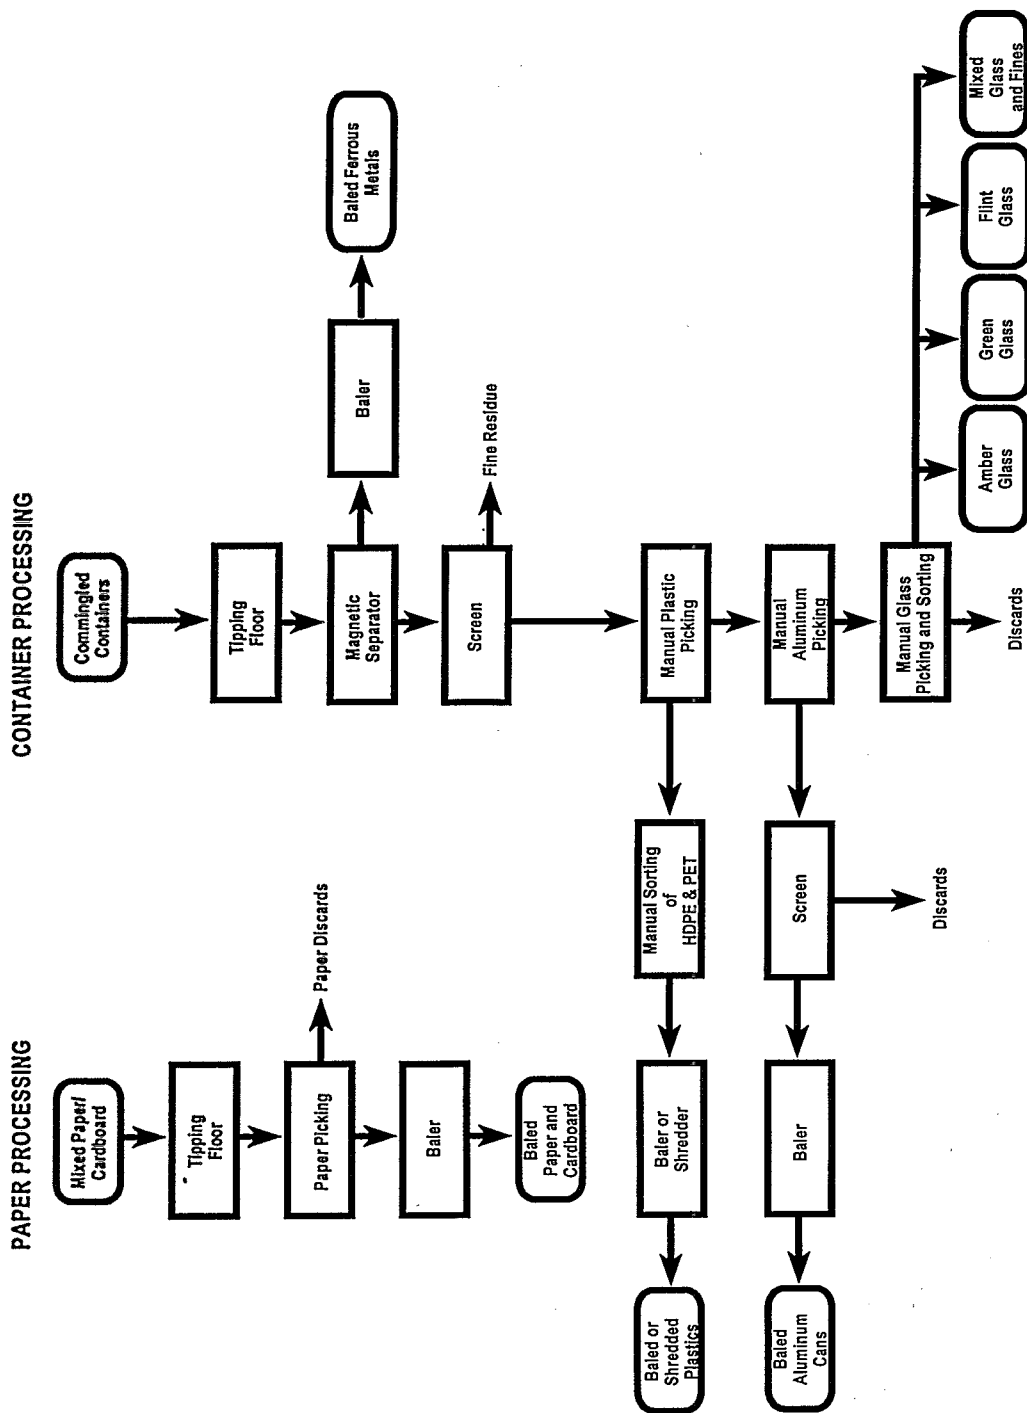 PAPER PROCESSING
Mixed Paper/
Cardboard
Tipping
Floor
Paper Picking
Paper Discards
Baler
Baled
Paper and
Cardboard
CONTAINER PROCESSING
Commingled
Containers
Tipping
Floor
Magnetic
Separator
Baler
Baled Ferrous
Metals
Screen
Fine Residue
Manual Plastic
Picking
Manual Sorting
of
HDPE & PET
Baler or
Shredder
Baled or
Shredded
Plastics
Manual
Aluminum
Picking
Screen
Discards
Baler
Baled
Aluminum
Cans
Manual Glass
Picking and Sorting
Discards
Amber
Glass
Green
Glass
Flint
Glass
Mixed
Glass
and Fines